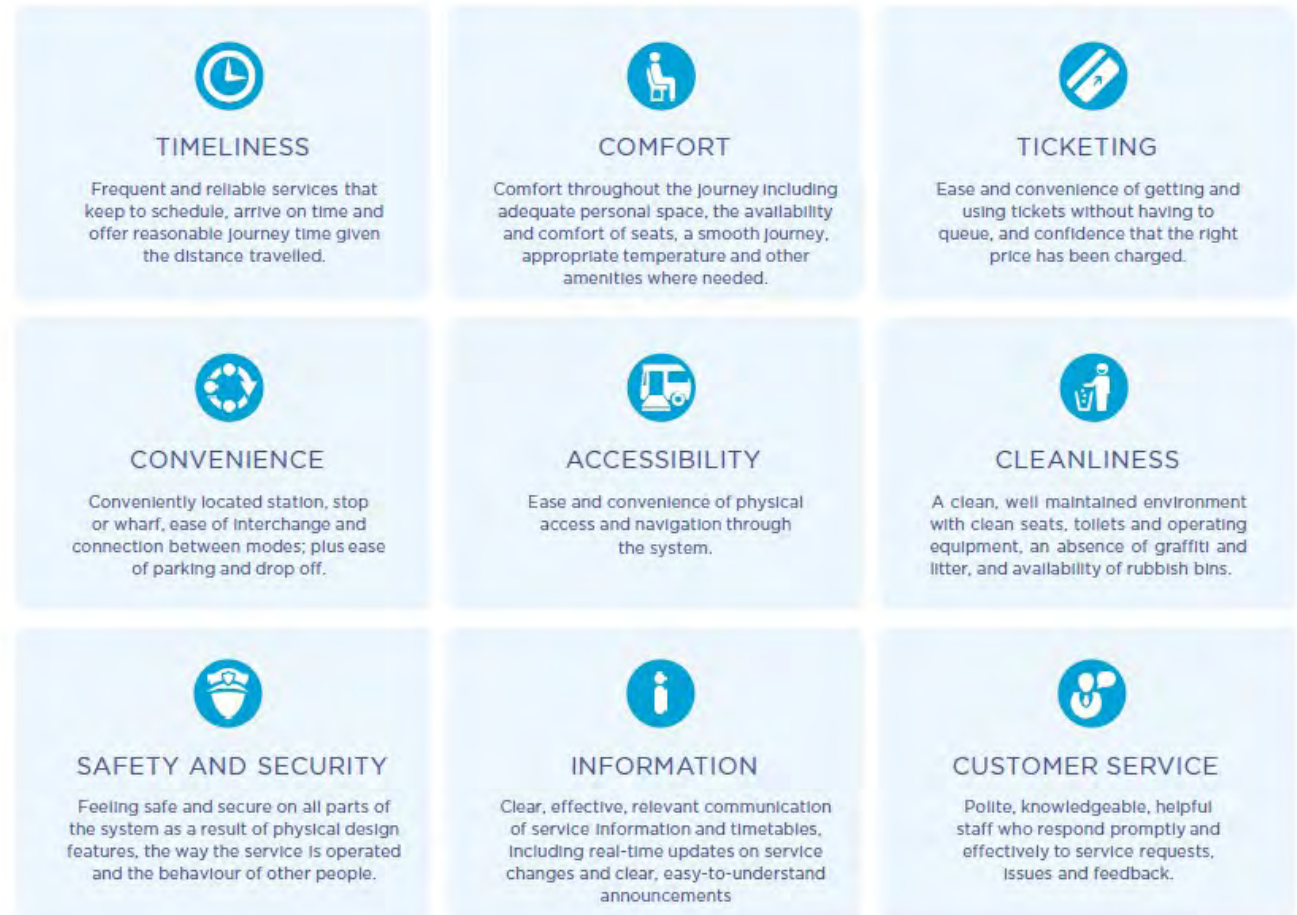 TIMELINESS
Frequent and reliable services that
keep to schedule, arrive on time and
offer reasonable journey time given
the distance travelled.
COMFORT
Comfort throughout the journey including
adequate personal space, the availability
and comfort of seats, a smooth journey,
appropriate temperature and other
amenities where needed.
TICKETING
Ease and convenience of getting and
using tickets without having to
queue, and confidence that the right
price has been charged.
CONVENIENCE
Conveniently located station, stop
or wharf, ease of interchange and
connection between modes; plus ease
of parking and drop off.
ACCESSIBILITY
Ease and convenience of physical
access and navigation through
the system.
CLEANLINESS
A clean, well maintained environment
with clean seats, toilets and operating
equipment, an absence of graffiti and
litter, and availability of rubbish bins.
SAFETY AND SECURITY
Feeling safe and secure on all parts of
the system as a result of physical design
features, the way the service is operated
and the behaviour of other people.
INFORMATION
Clear, effective, relevant communication
of service information and timetables,
including real-time updates on service
changes and clear, easy-to-understand
announcements
CUSTOMER SERVICE
Polite, knowledgeable, helpful
staff who respond promptly and
effectively to service requests,
issues and feedback.